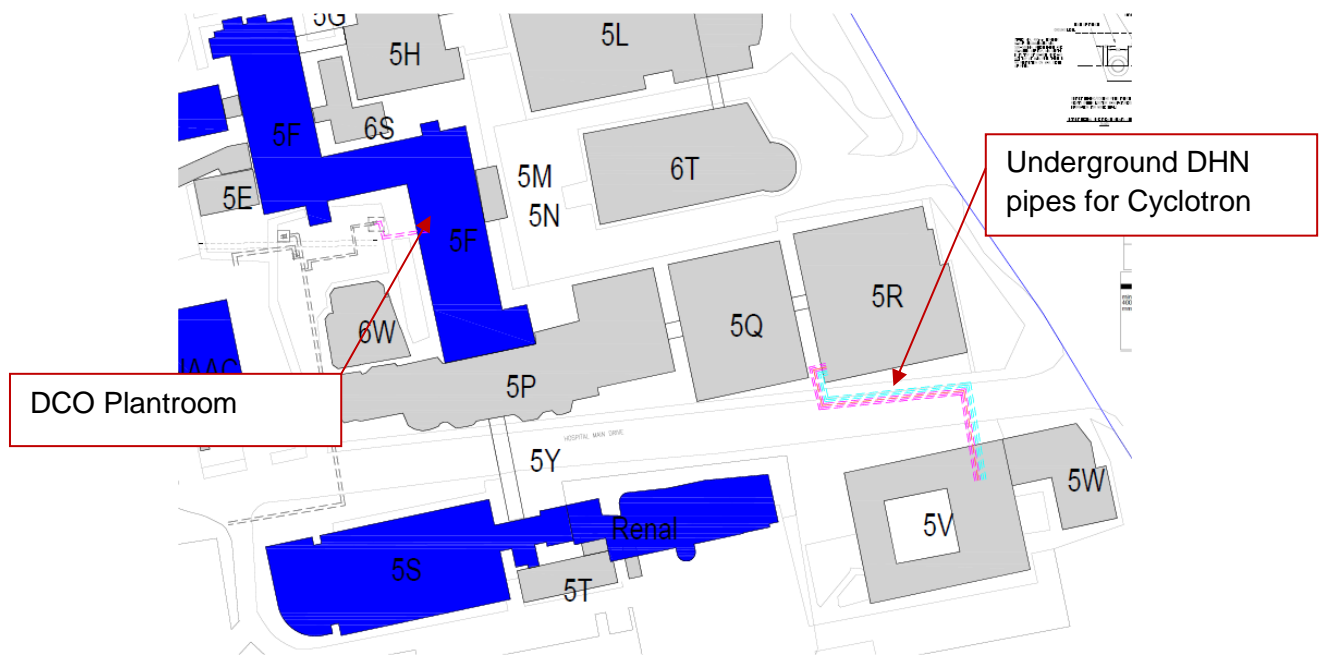 5G
5H
5L
5F
6S
6T
5M
5N
5E
5F
Underground DHN
pipes for Cyclotron
5R
5Q
6W
DCO Plantroom
5P
HOSPITAL MAIN DRIVE
5Y
5W
5V
Renal
5S
5T